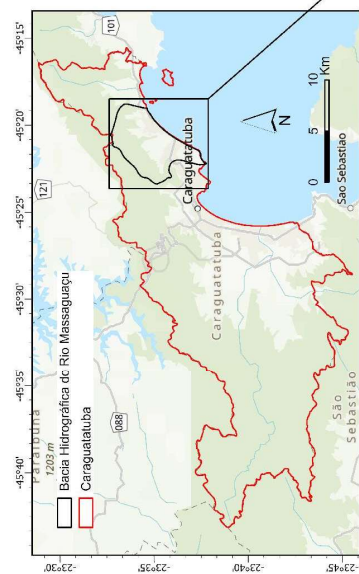 -45°40' -45°35' -45°30' -45°25' -45°20' -45°15'
-23°30'
-23°35'
-23°40'
-23°45'
Paraibuna
1203 m
088
121
101
Bacia Hidrográfica do Rio Massaguaçu
Caraguatatuba
Caraguatatuba
Caraguatatuba
N
São
Sebastião
0 5 10
Km
São Sebastião